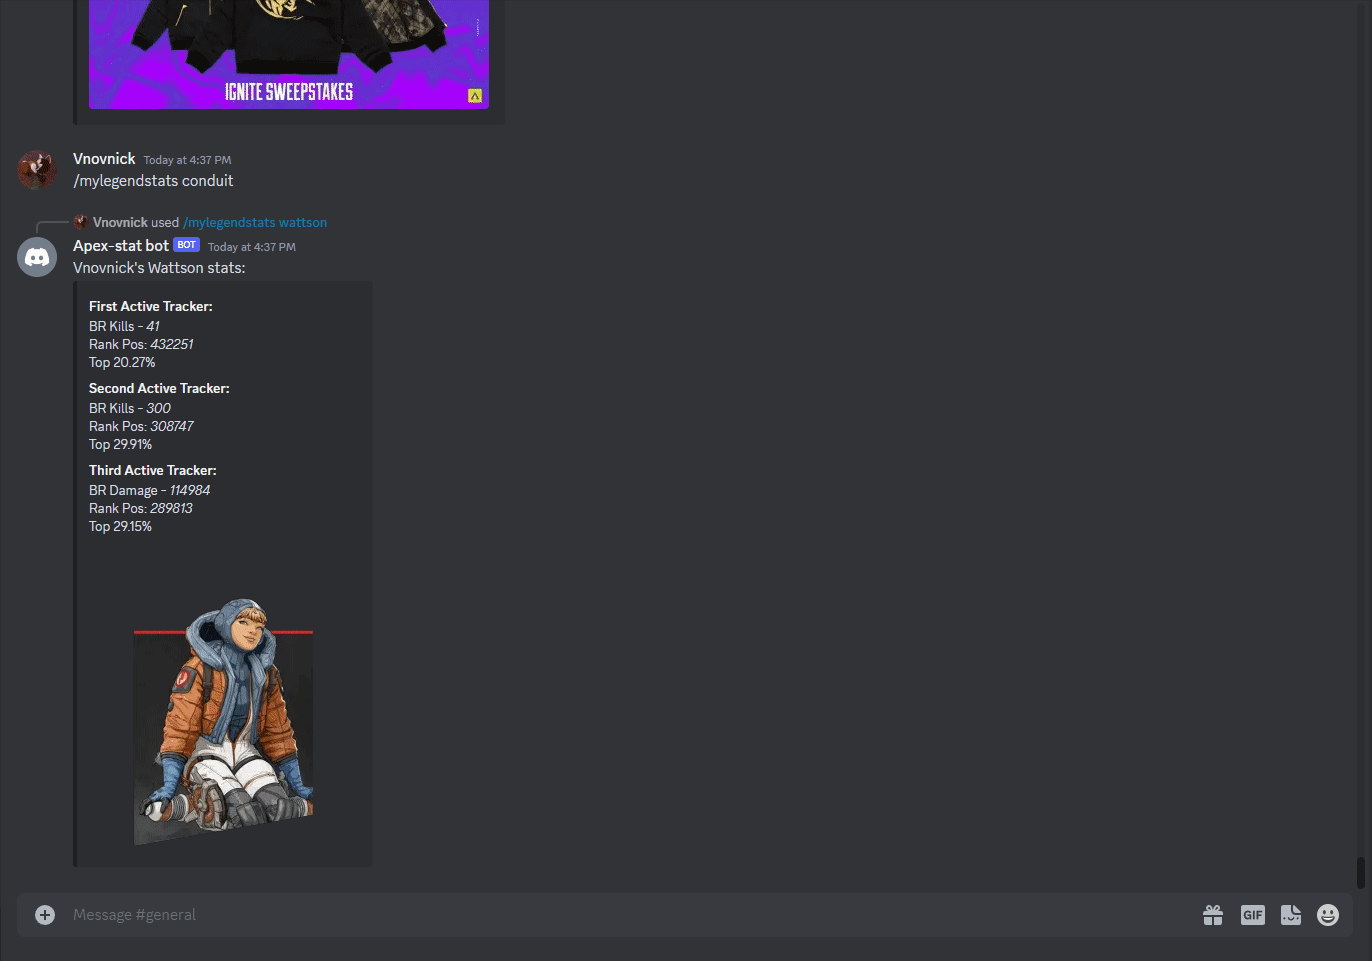 IGNITE SWEEPSTAKES
Vnovnick Today at 4:37 PM
/mylegendstats conduit
Vnovnick used /mylegendstats wattson
Apex-stat bot BOT Today at 4:37 PM
Vnovnick's Wattson stats:
First Active Tracker:
BR Kills - 41
Rank Pos: 432251
Top 20.27%
Second Active Tracker:
BR Kills - 300
Rank Pos: 308747
Top 29.91%
Third Active Tracker:
BR Damage - 114984
Rank Pos: 289813
Top 29.15%
Message #general
GIF